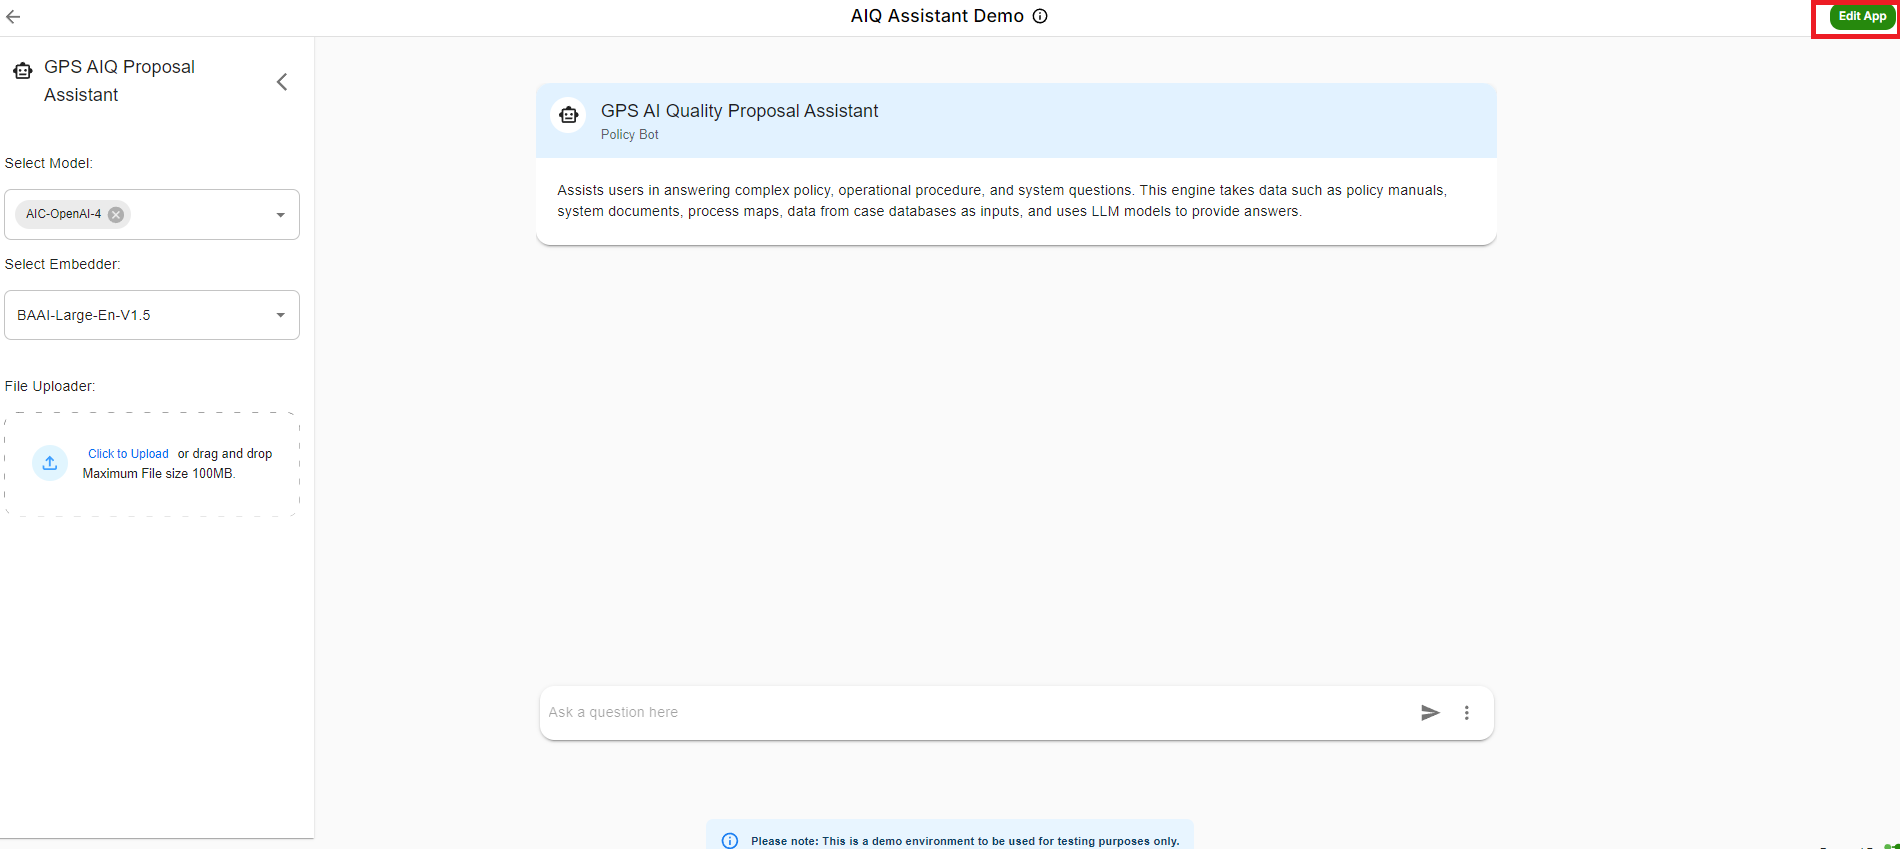 AIQ Assistant Demo
Edit App
GPS AIQ Proposal
Assistant
Select Model:
AIC-OpenAI-4
Select Embedder:
BAAI-Large-En-V1.5
File Uploader:
Click to Upload or drag and drop
Maximum File size 100MB.
GPS AI Quality Proposal Assistant
Policy Bot
Assists users in answering complex policy, operational procedure, and system questions. This engine takes data such as policy manuals,
system documents, process maps, data from case databases as inputs, and uses LLM models to provide answers.
Ask a question here
Please note: This is a demo environment to be used for testing purposes only.